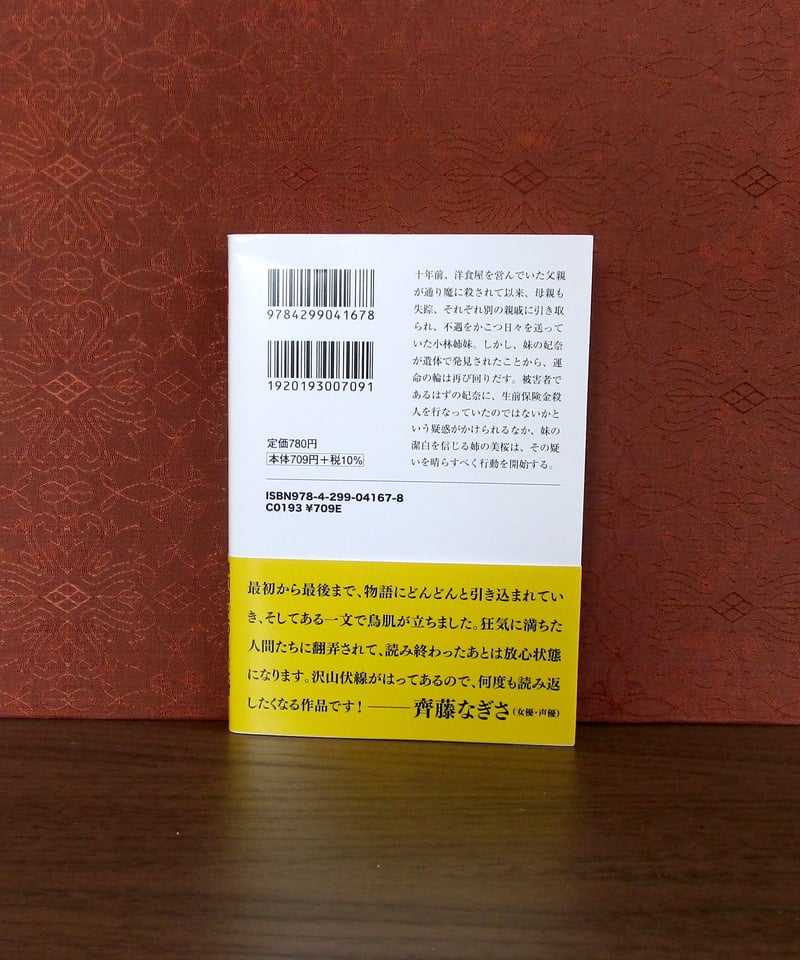 9784299041678
1920193007091
定価780円
本体709円＋税10%
ISBN978-4-299-04167-8
C0193 ¥709E
十年前、洋食屋を営んでいた父親
が通り魔に殺されて以来、母親も
失踪、それぞれ別の親戚に引き取
られ、不遇をかこつ日々を送って
いた小林姉妹。しかし、妹の妃奈
が遺体で発見されたことから、運
命の輪は再び回りだす。被害者で
あるはずの妃奈に、生前保険金殺
人を行なっていたのではないかと
いう疑惑がかけられるなか、妹の
潔白を信じる姉の美桜は、その疑
いを晴らすべく行動を開始する。
最初から最後まで、物語にどんどんと引き込まれてい
き、そしてある一文で鳥肌が立ちました。狂気に満ちた
人間たちに翻弄されて、読み終わったあとは放心状態
になります。沢山伏線がはってあるので、何度も読み返
したくなる作品です！――齊藤なぎさ（女優・声優）